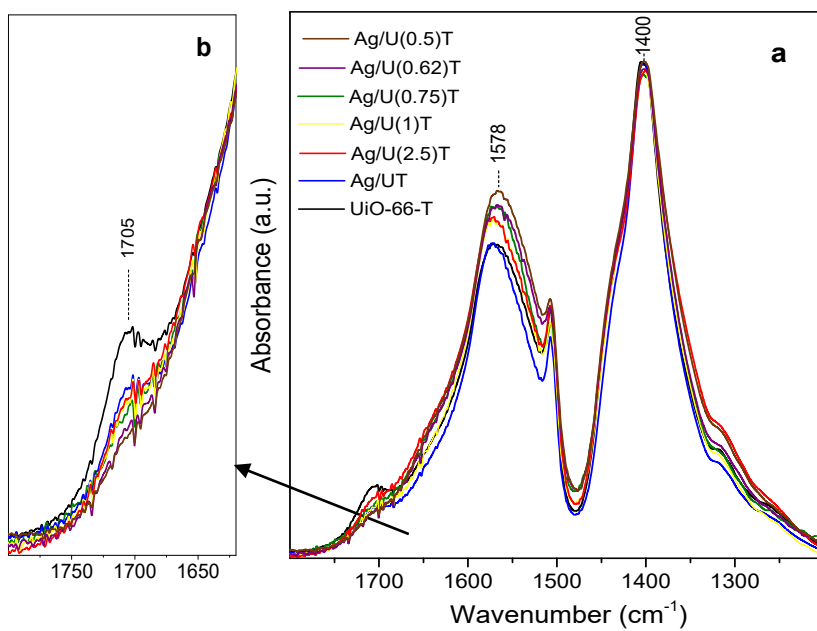 b
1705
1750 1700 1650
a
Ag/U(0.5)T
Ag/U(0.62)T
Ag/U(0.75)T
Ag/U(1)T
Ag/U(2.5)T
Ag/UT
UiO-66-T
1578
1400
Absorbance (a.u.)
1700 1600 1500 1400 1300
Wavenumber (cm⁻¹)